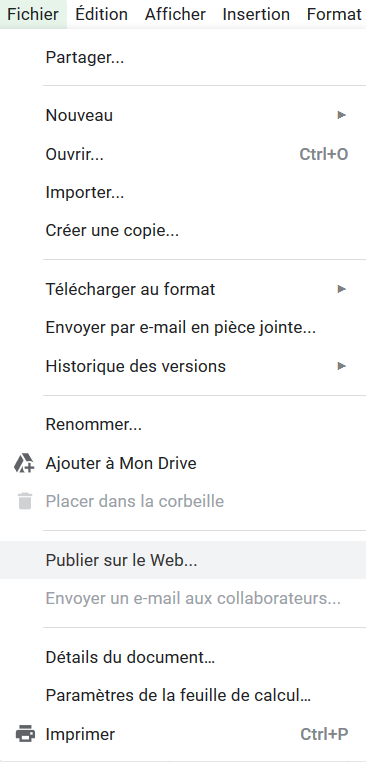 Fichier Édition Afficher Insertion Format
Partager...
Nouveau
Ouvrir... Ctrl+O
Importer...
Créer une copie...
Télécharger au format
Envoyer par e-mail en pièce jointe...
Historique des versions
Renommer...
Ajouter à Mon Drive
Placer dans la corbeille
Publier sur le Web...
Envoyer un e-mail aux collaborateurs...
Détails du document...
Paramètres de la feuille de calcul...
Imprimer Ctrl+P